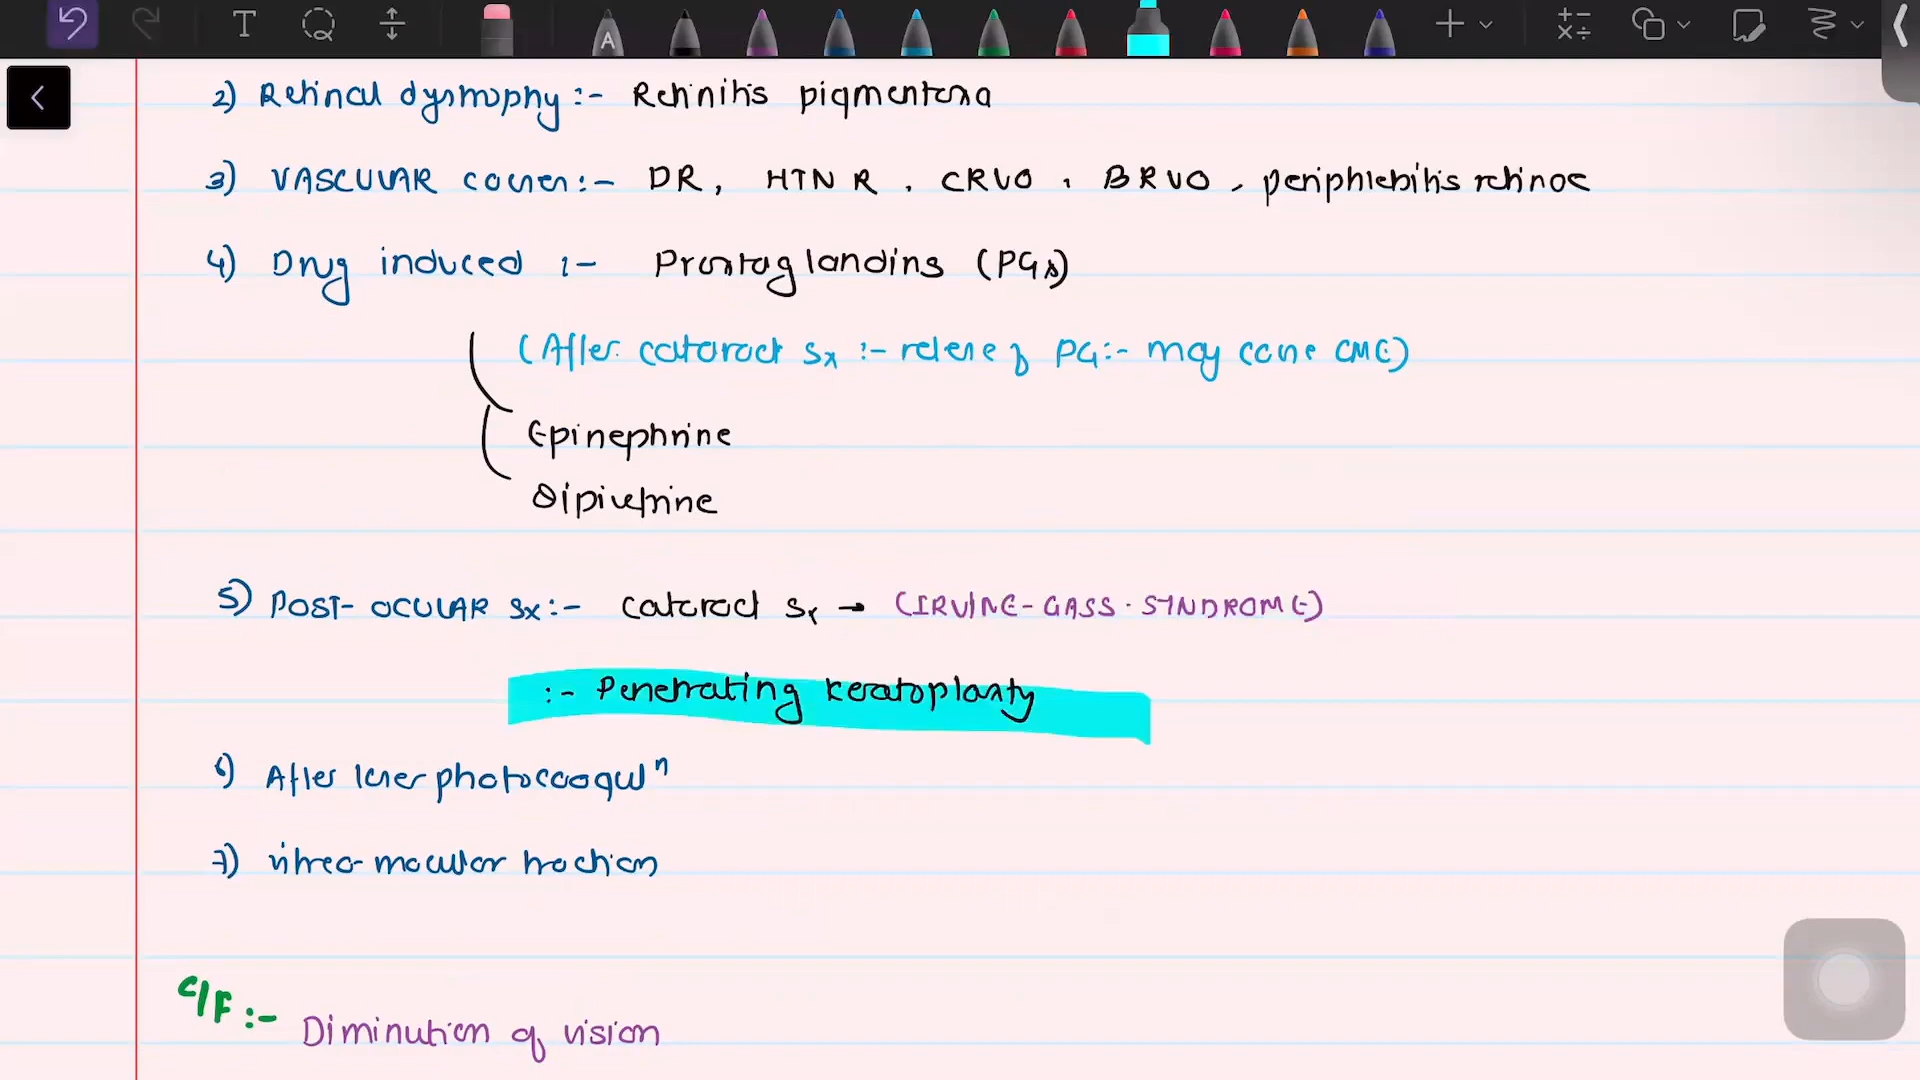 2) Retinal dystrophy :- Retinitis pigmentosa
3) VASCULAR causes :- DR, HTN R, CRVO, BRVO, periphlebitis retinae
4) Drug induced :- Prostaglandins (PGs)
(After cataract Sx :- release of PG :- may cause CME)
Epinephrine
Dipivefrine
5) POST-OCULAR Sx :- cataract Sx → (IRVINE-GASS.SYNDROME)
:- Penetrating keratoplasty
6) After laser photocoagulⁿ
7) vitreo-macular traction
C/F :- Diminution of vision